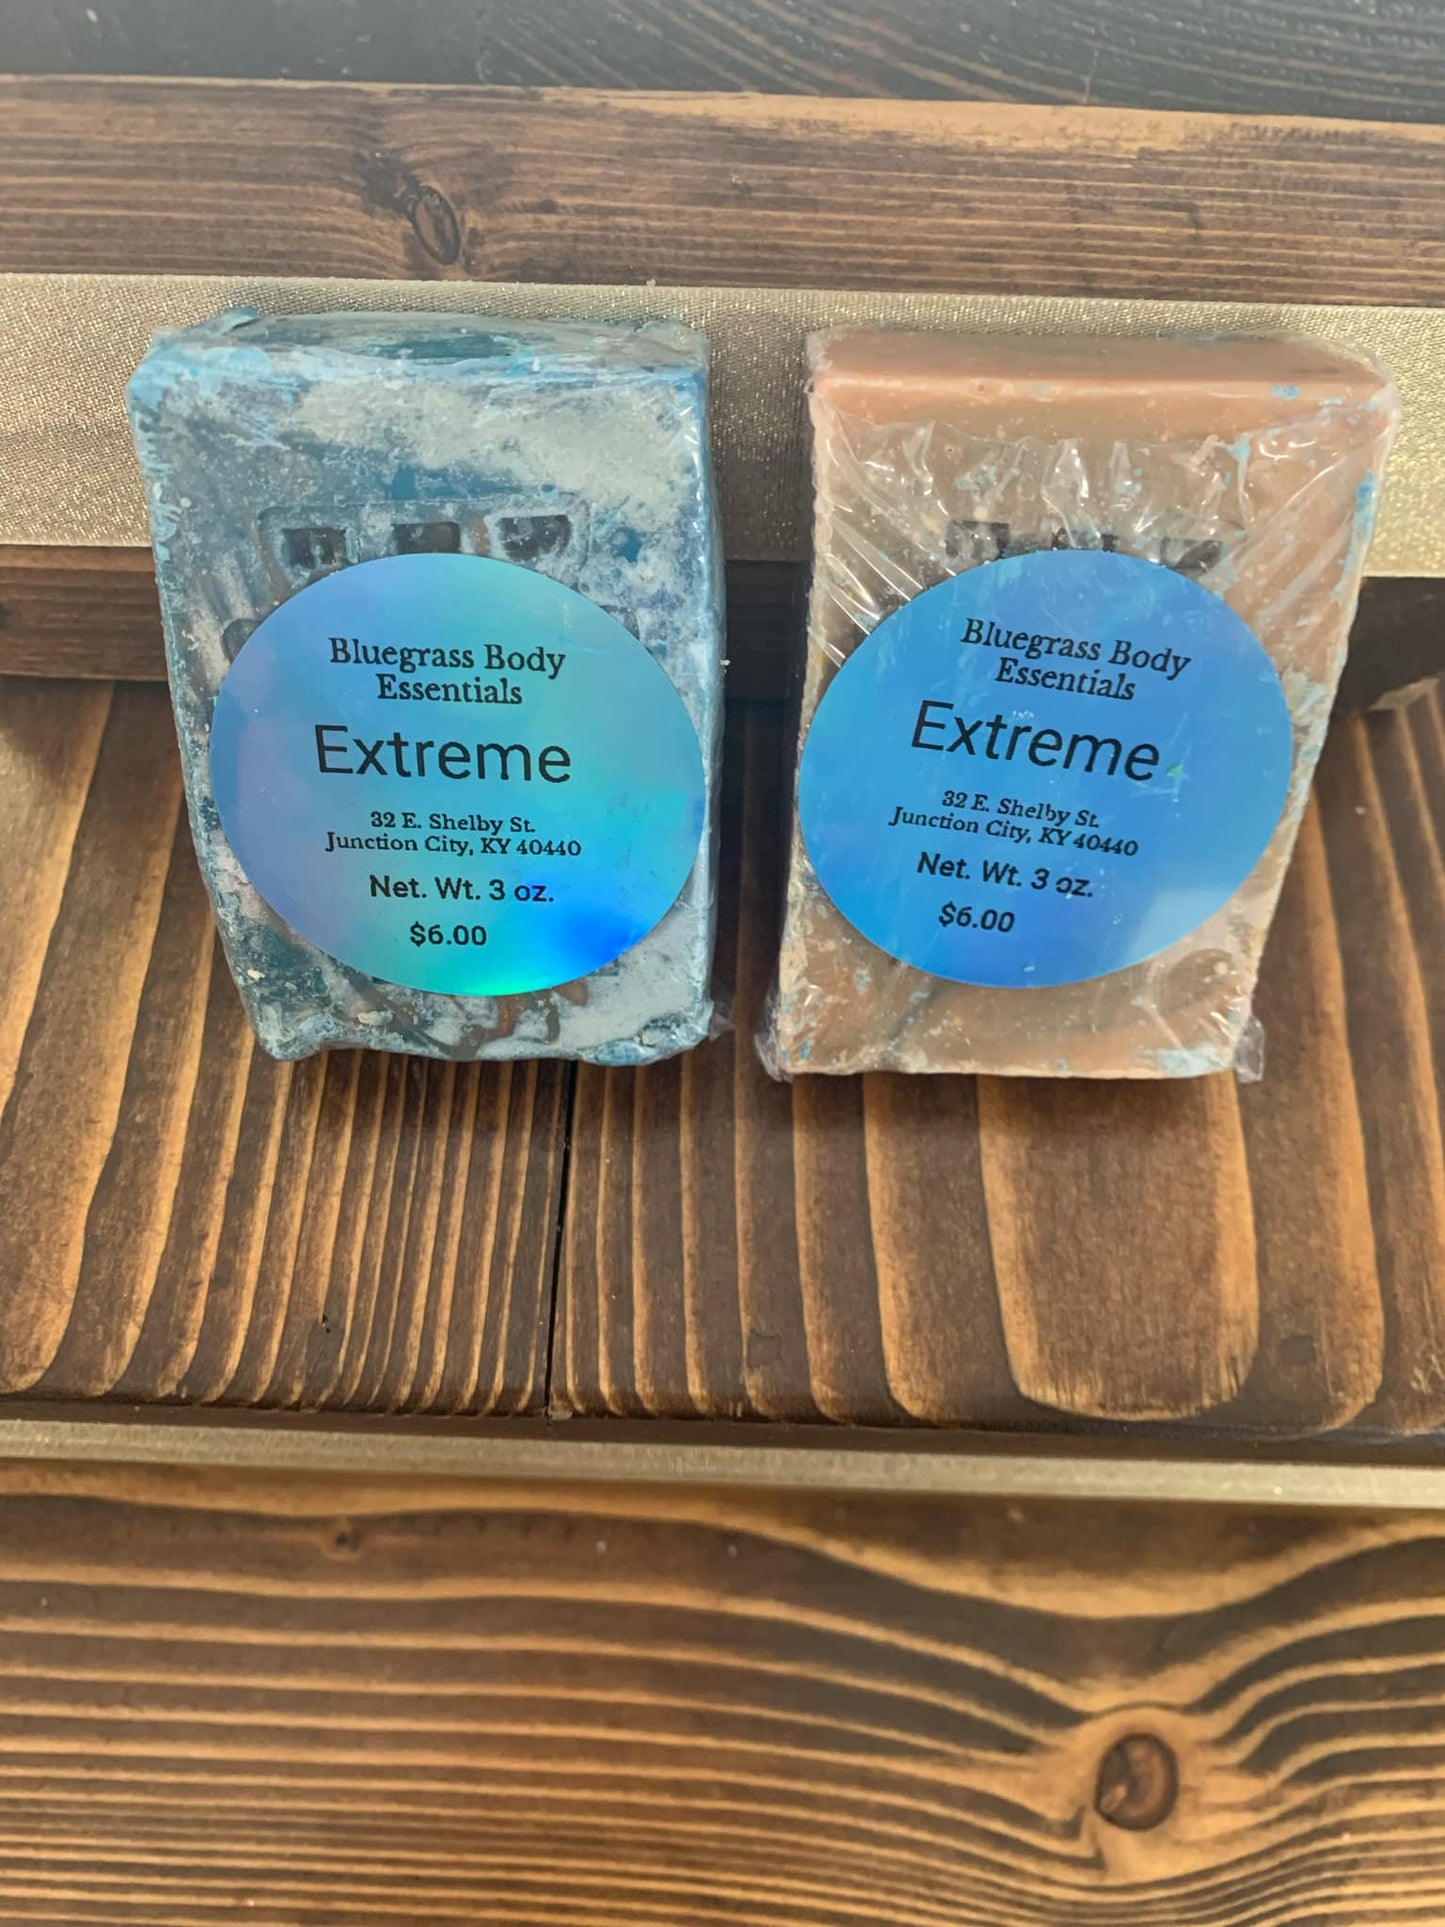 Bluegrass Body
Essentials
Extreme
32 E. Shelby St.
Junction City, KY 40440
Net. Wt. 3 oz.
$6.00
Bluegrass Body
Essentials
Extreme
32 E. Shelby St.
Junction City, KY 40440
Net. Wt. 3 oz.
$6.00